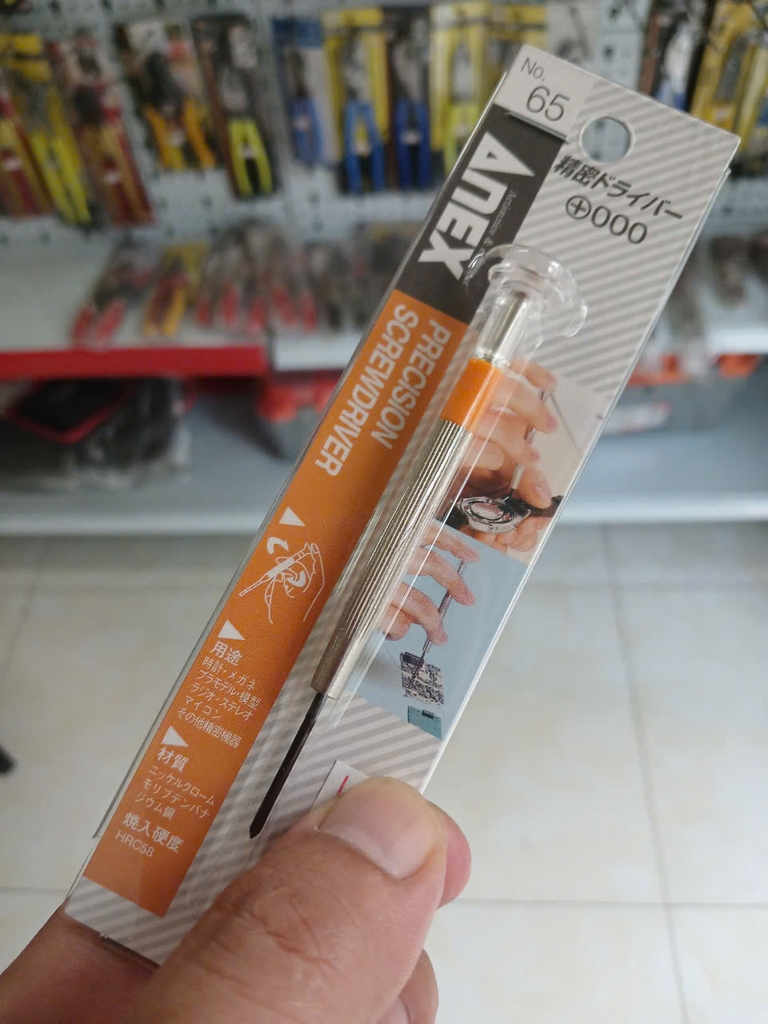 No.
65
ANEX
精密ドライバー
⊕000
PRECISION
SCREWDRIVER
用途
時計・メガネ
プラモデル・模型
ラジオ・ステレオ
マイコン
その他精密機器
材質
ニッケルクローム
モリブデンバナ
ジウム鋼
焼入硬度
HRC58